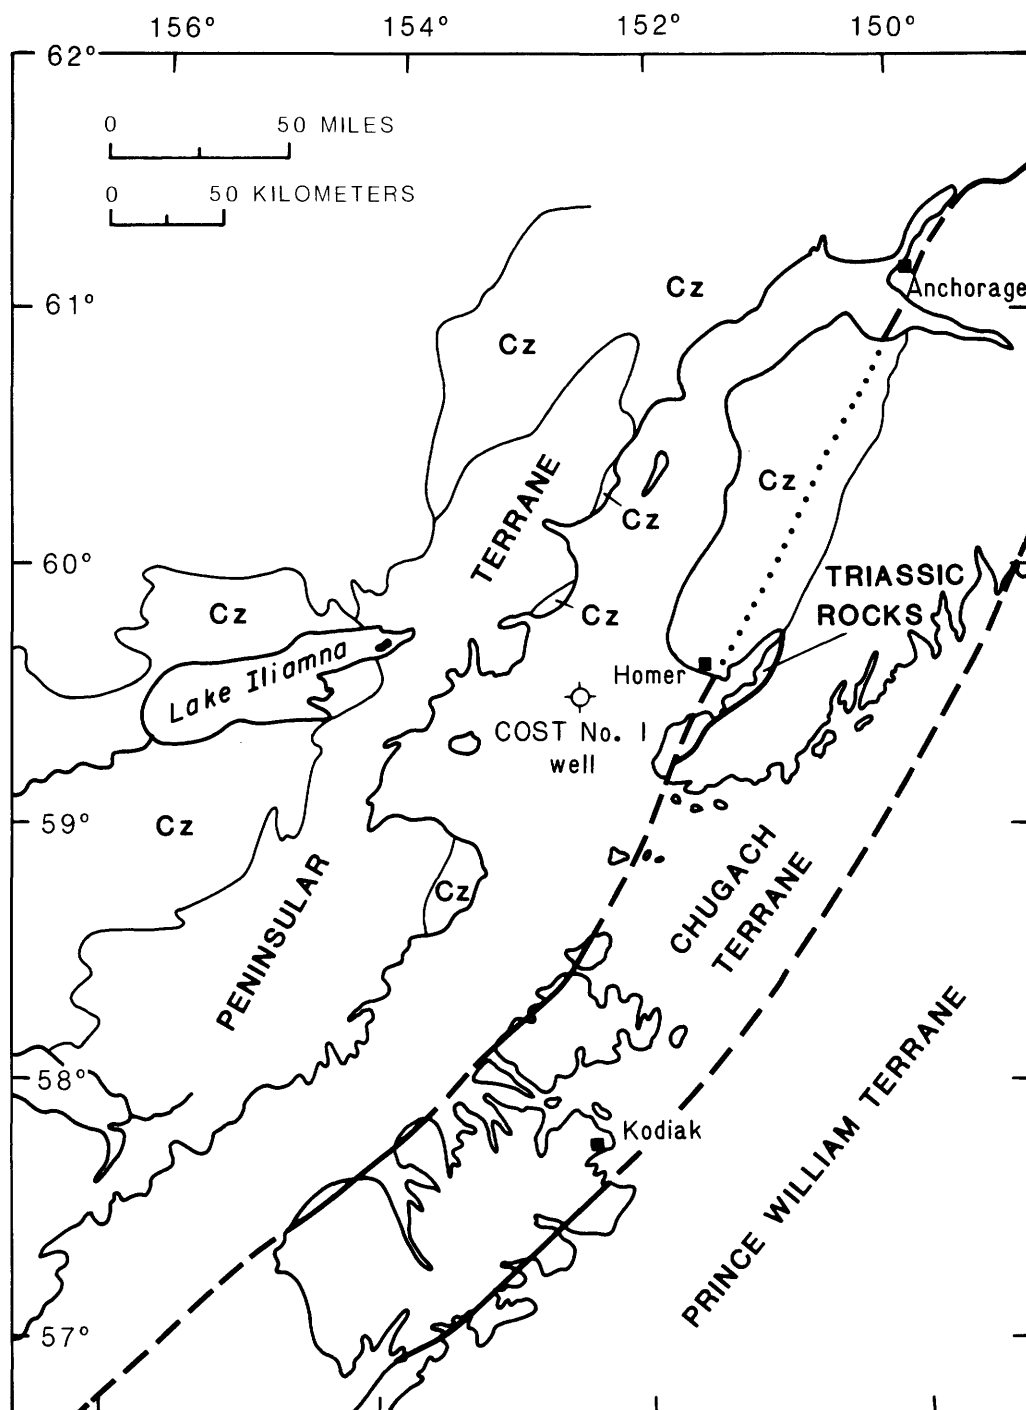 156° 154° 152° 150°
62°
0 50 MILES
0 50 KILOMETERS
Anchorage
61°
Cz
Cz
Cz
TERRANE
Cz
60°
TRIASSIC
ROCKS
Cz
Cz
Lake Iliamna
Homer
COST No. 1
well
59°
Cz
PENINSULAR
Cz
CHUGACH
TERRANE
58°
Kodiak
PRINCE WILLIAM TERRANE
57°